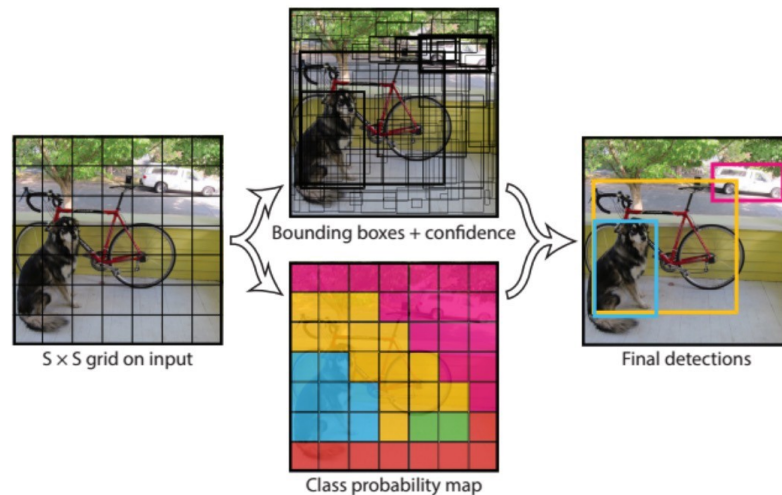 Bounding boxes + confidence
S × S grid on input
Final detections
Class probability map